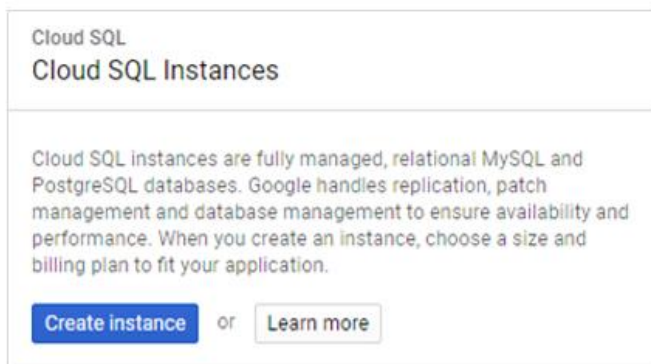 Cloud SQL
Cloud SQL Instances
Cloud SQL instances are fully managed, relational MySQL and
PostgreSQL databases. Google handles replication, patch
management and database management to ensure availability and
performance. When you create an instance, choose a size and
billing plan to fit your application.
Create instance or Learn more